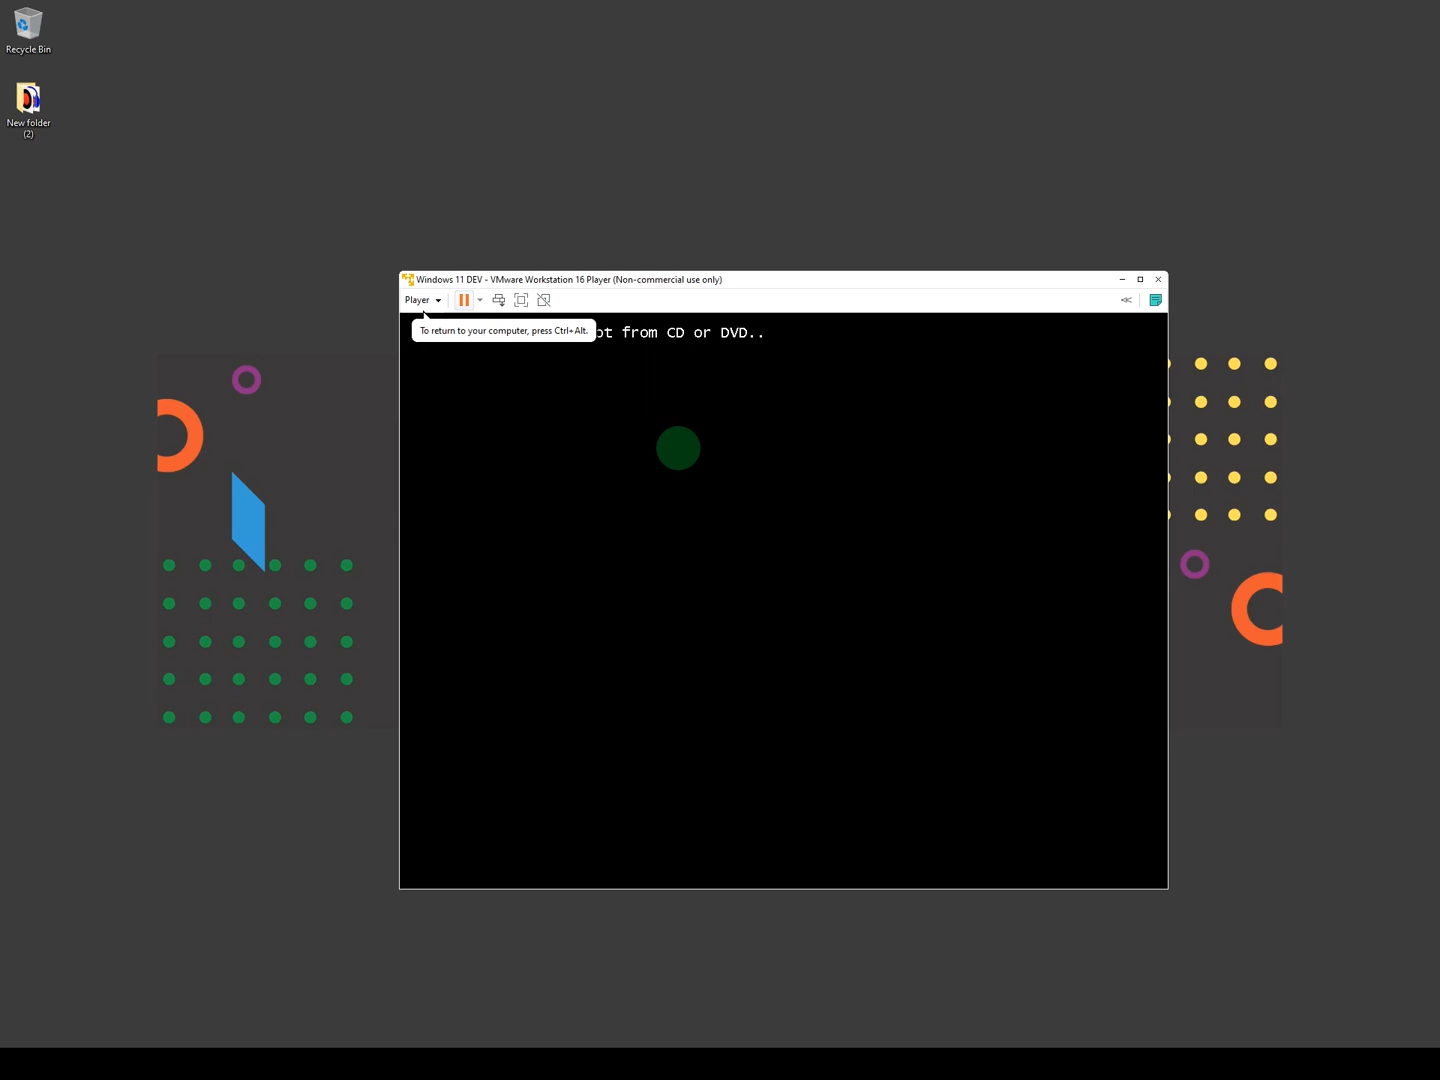 Recycle Bin
New folder
(2)
Windows 11 DEV - VMware Workstation 16 Player (Non-commercial use only)
Player
To return to your computer, press Ctrl+Alt.
ot from CD or DVD..